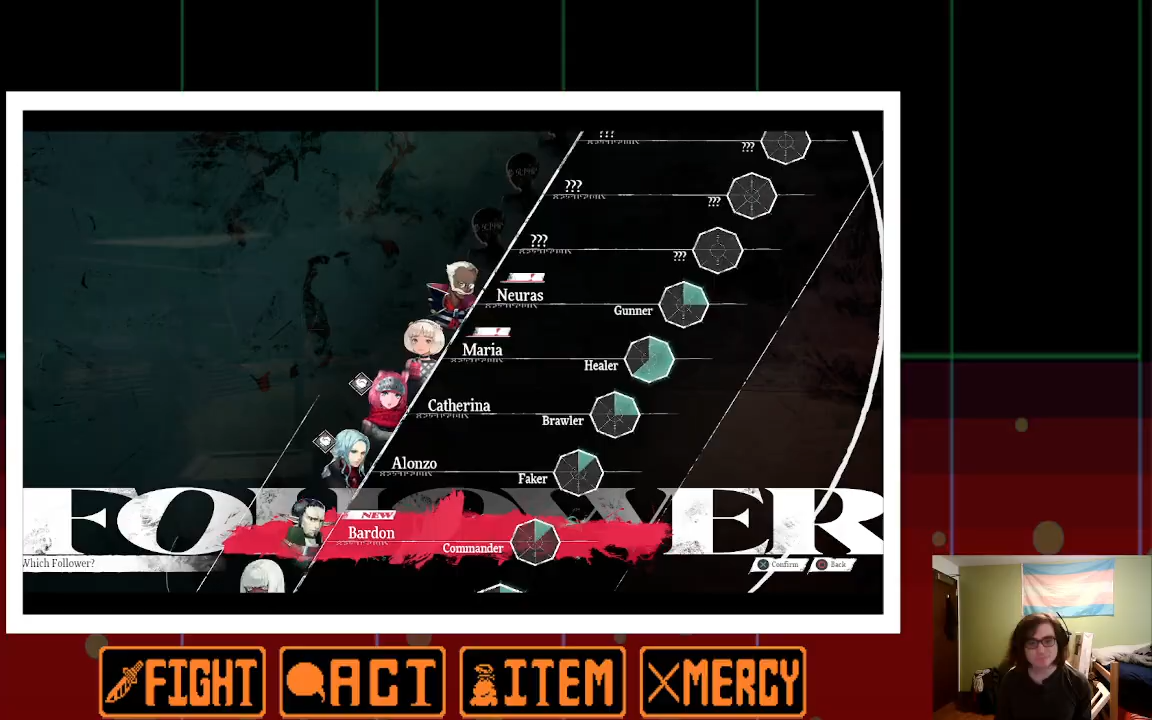 ???
???
???
???
???
???
Neuras
Gunner
Maria
Healer
Catherina
Brawler
Alonzo
Faker
FOLLOWER
NEW
Bardon
Commander
Which Follower?
Confirm
Back
FIGHT
ACT
ITEM
MERCY